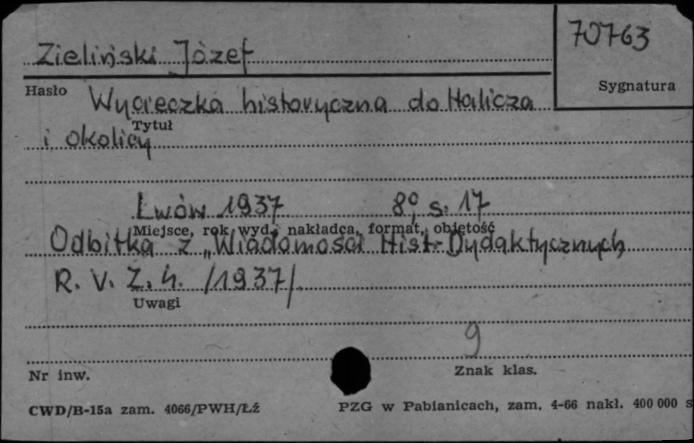 70763
Zieliński Józef
Hasło
Sygnatura
Wycieczka historyczna do Halicza
Tytuł
i okolicy
Lwów 1937 8°, s. 17
Miejsce, rok wyd., nakładca, format, objętość
Odbitka z „Wiadomości Hist-Dydaktycznych
R. V. Z. 4. /1937/.
Uwagi
9
Nr inw.
Znak klas.
CWD/B-15a zam. 4066/PWH/Łź
PZG w Pabianicach, zam. 4-66 nakł. 400 000 s